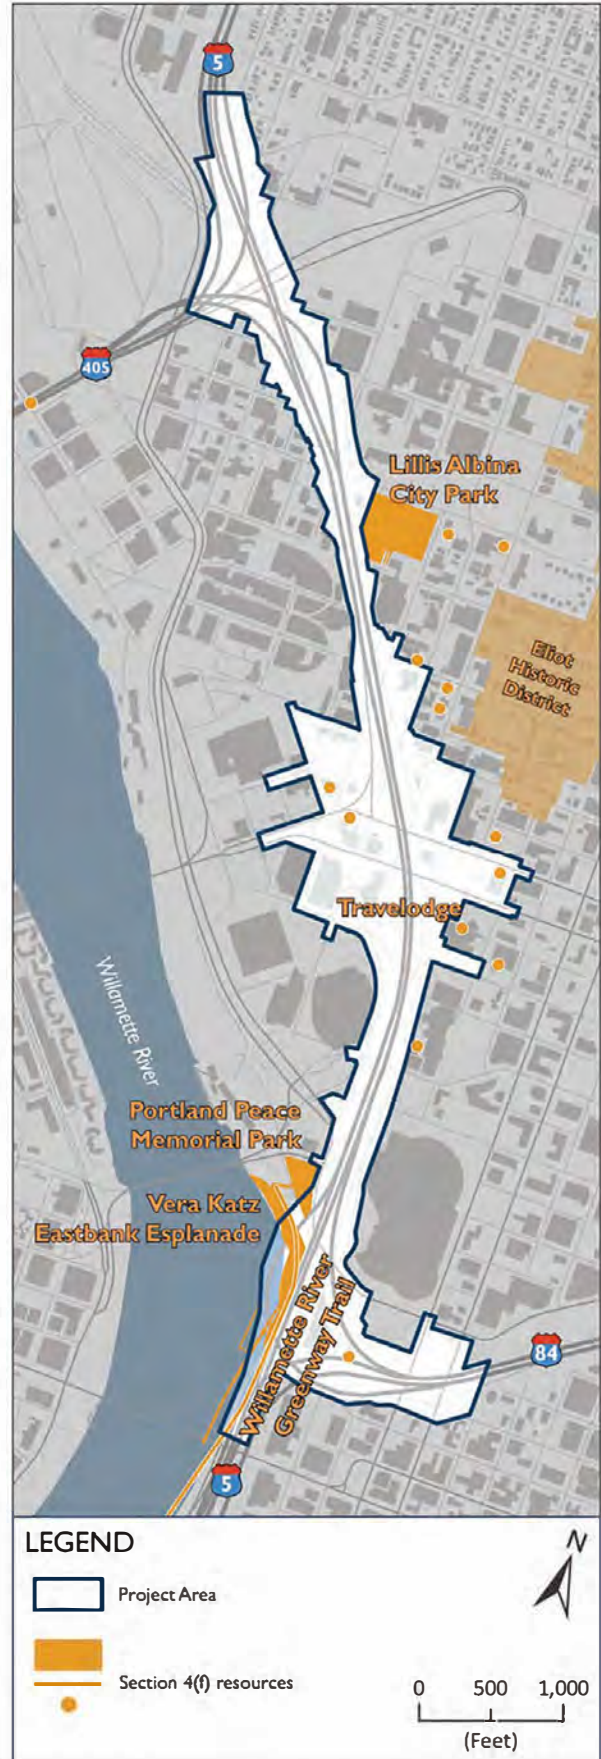 5
405
Lillis Albina
City Park
Eliot
Historic
District
Travelodge
Willamette River
Portland Peace
Memorial Park
Vera Katz
Eastbank Esplanade
Willamette River
Greenway Trail
84
5
LEGEND
N
Project Area
Section 4(f) resources
0 500 1,000
(Feet)